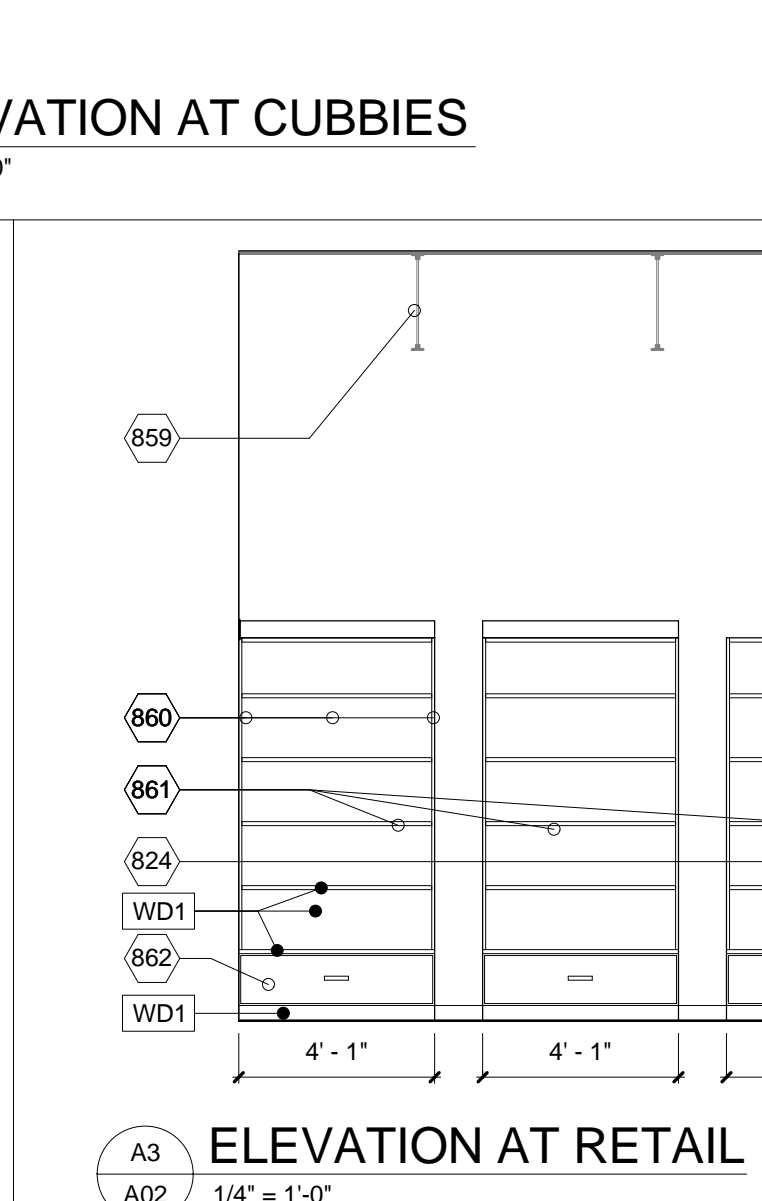 VATION AT CUBBIES
0"
859
860
861
824
WD1
862
WD1
4' - 1" 4' - 1"
A3 ELEVATION AT RETAIL
A02 1/4" = 1'-0"